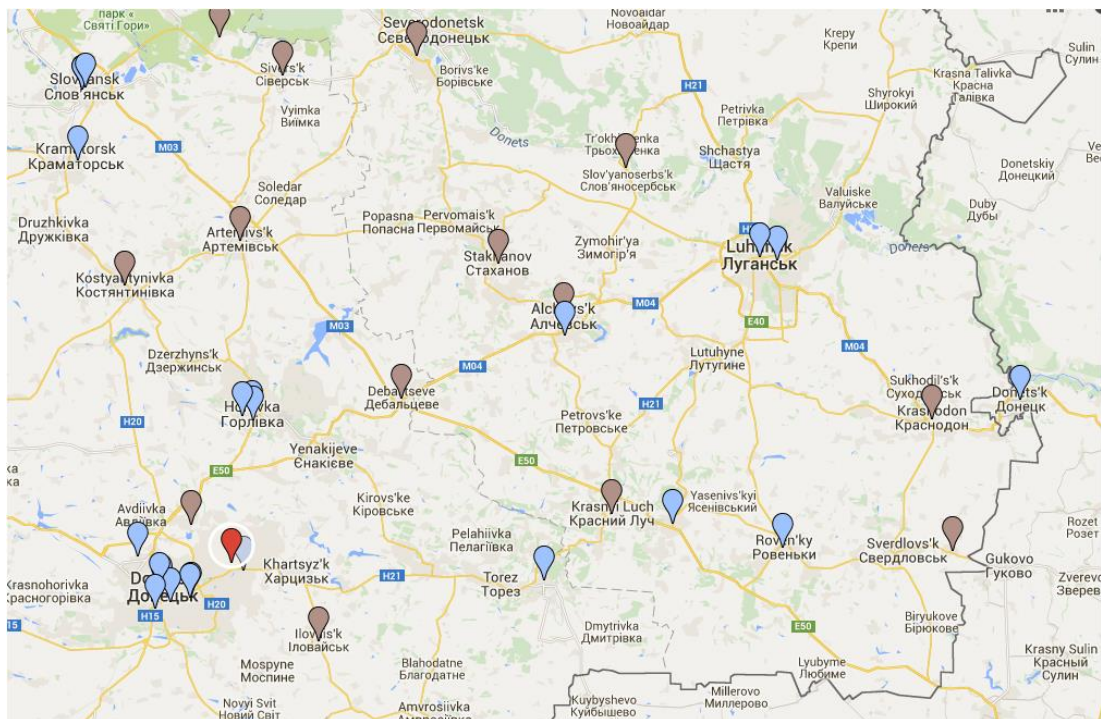 парк «
Святі Гори»
Severodonetsk
Сєвєродонецьк
Novoaidar
Новоайдар
Krepy
Крепи
Sulin
Сулин
Slov'yansk
Слов'янськ
Sivers'k
Сіверськ
Borivs'ke
Борівське
H21
Krasna Talivka
Красна
Талівка
Shyrokyi
Широкий
Vyimka
Виїмка
Petrivka
Петрівка
Donets
Kramatorsk
Краматорськ
M03
Tr'okhizbenka
Трьохізбенка
Shchastya
Щастя
Donetskiy
Донецкий
Slov'yanoserbs'k
Слов'яносербськ
Soledar
Соледар
Valuiske
Валуйське
Duby
Дубы
Druzhkivka
Дружківка
Artemivs'k
Артемівськ
Popasna
Попасна
Pervomais'k
Первомайськ
Zymohir'ya
Зимогір'я
Donets
Luhansk
Луганськ
Stakhanov
Стаханов
Kostyantynivka
Костянтинівка
Alchevs'k
Алчевськ
M04
E40
M03
Dzerzhyns'k
Дзержинськ
M04
Lutuhyne
Лутугине
M04
Debaltseve
Дебальцеве
Sukhodil's'k
Суходільськ
Donets'k
Донецк
Horlivka
Горлівка
H21
Krasnodon
Краснодон
Petrovs'ke
Петровське
H20
Yenakijeve
Єнакієве
E50
E50
Kirovs'ke
Кіровське
Krasnyi Luch
Красний Луч
Yasenivs'kyi
Ясенівський
Avdiivka
Авдіївка
Pelahiivka
Пелагіївка
Roven'ky
Ровеньки
Sverdlovs'k
Свердловськ
Rozet
Розет
Gukovo
Гуково
Khartsyz'k
Харцизьк
H21
Torez
Торез
Krasnohorivka
Красногорівка
Донецьк
H20
Zverevo
Зверево
H15
15
Ilovais'k
Іловайськ
Dmytrivka
Дмитрівка
E50
Biryukove
Бірюкове
Mospyne
Моспине
Blahodatne
Благодатне
Lyubyme
Любиме
Krasny Sulin
Красный
Сулин
Novyi Svit
Новий Світ
Amvrosiivka
Амвросіївка
Kuybyshevo
Куйбышево
Millerovo
Миллерово